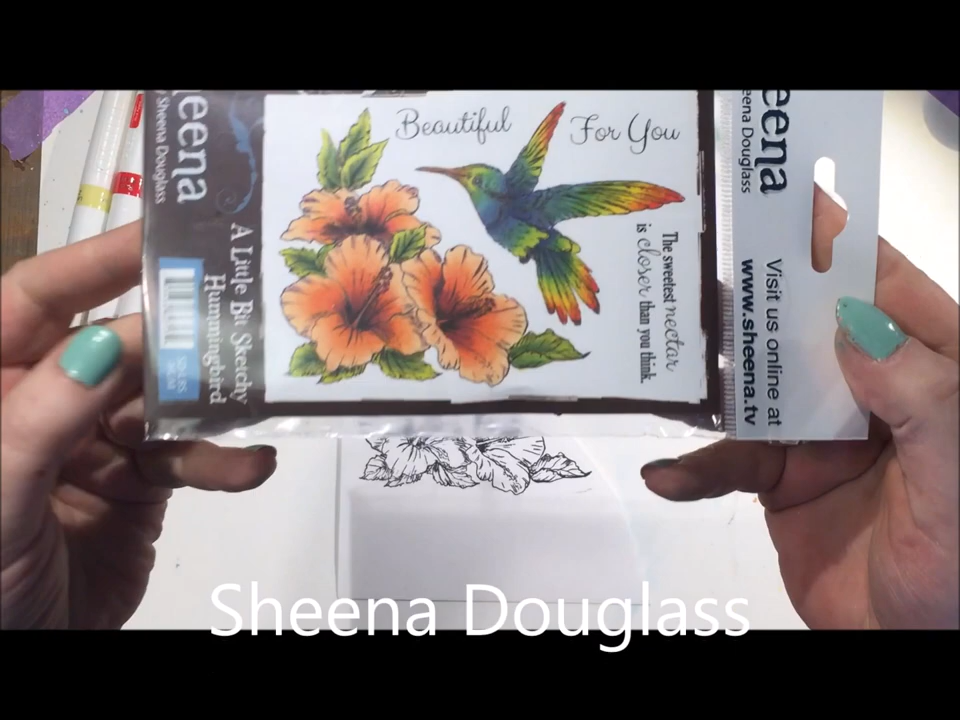 eena
Sheena Douglass
A Little Bit Sketchy
Hummingbird
Beautiful
For You
The sweetest nectar
is closer than you think.
eena
Sheena Douglass
Visit us online at
www.sheena.tv
Sheena Douglass